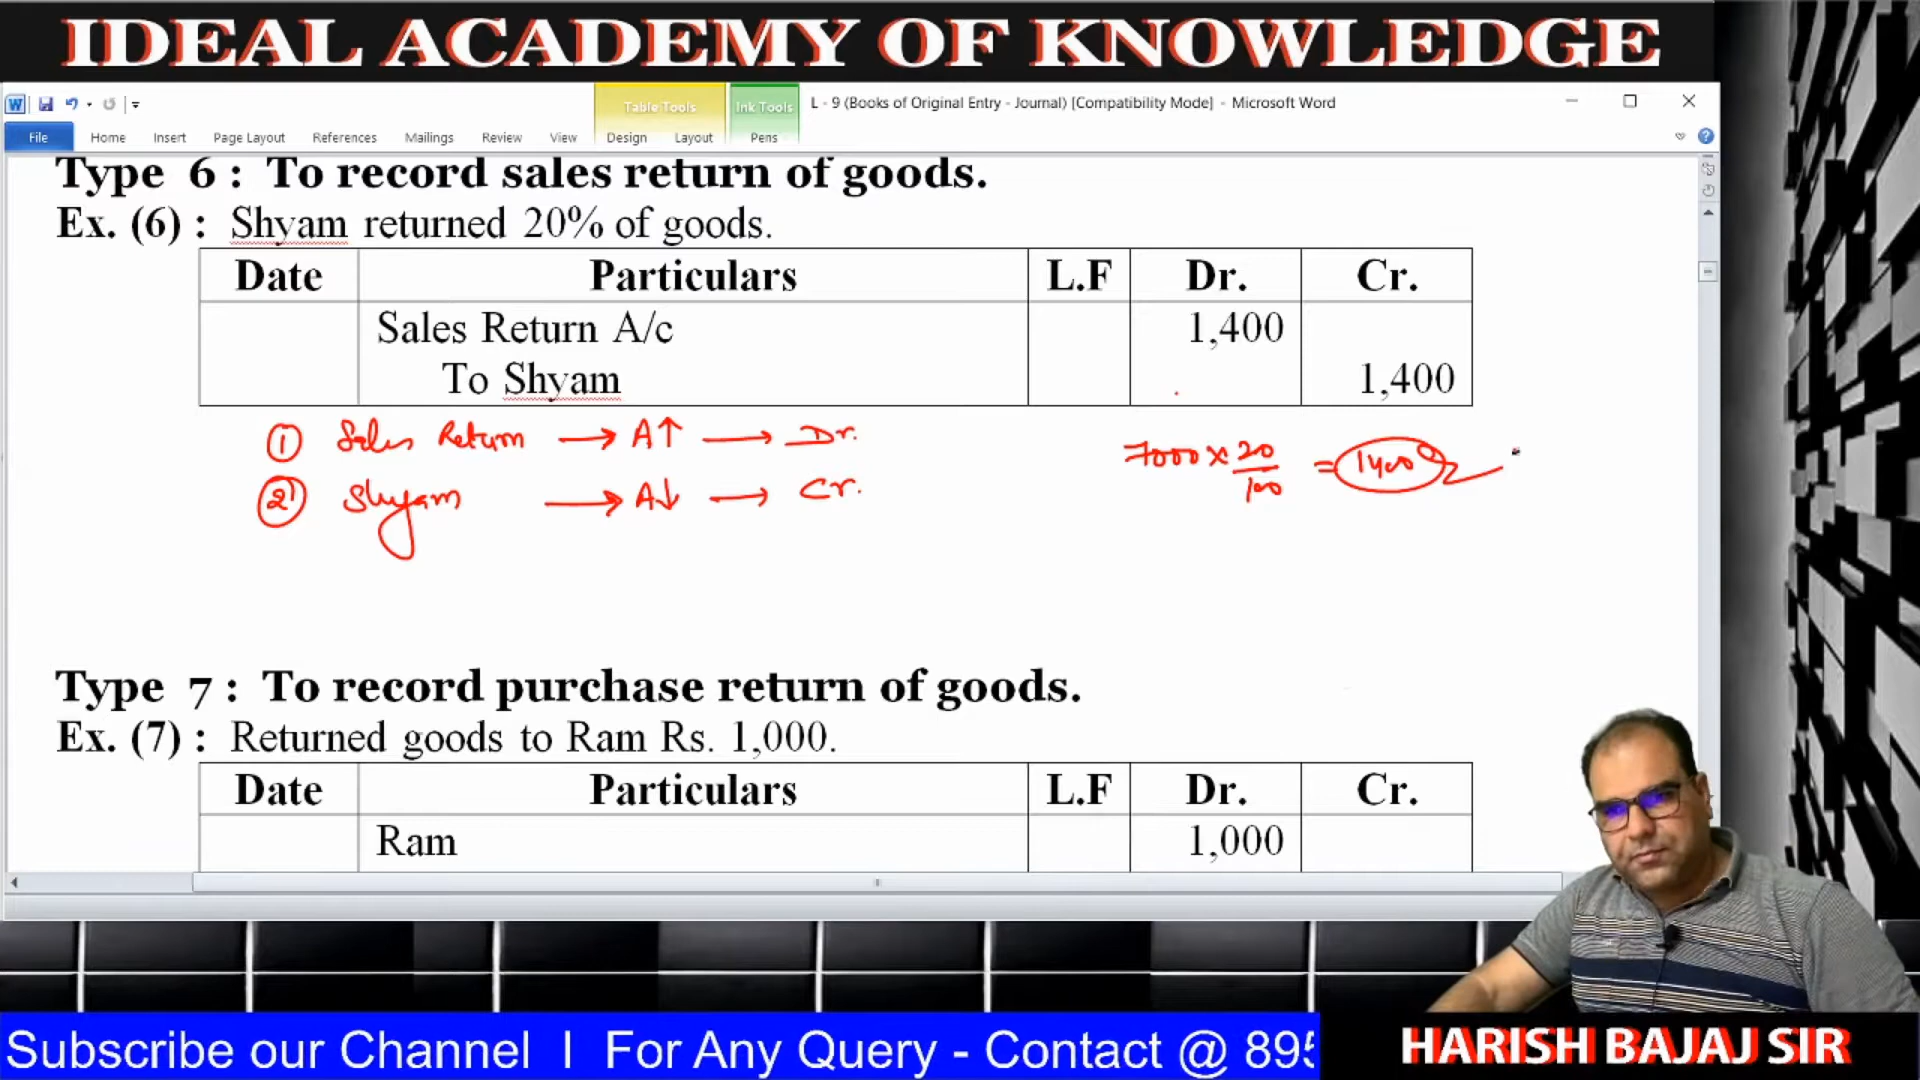 IDEAL ACADEMY OF KNOWLEDGE
Table Tools Ink Tools L - 9 (Books of Original Entry - Journal) [Compatibility Mode] - Microsoft Word
File Home Insert Page Layout References Mailings Review View Design Layout Pens
Type 6 : To record sales return of goods.
Ex. (6) : Shyam returned 20% of goods.
Date Particulars L.F Dr. Cr.
Sales Return A/c 1,400
To Shyam 1,400
① Sales Return → A↑ → Dr.
7000 × 20/100 = 1400
② Shyam → A↓ → Cr.
Type 7 : To record purchase return of goods.
Ex. (7) : Returned goods to Ram Rs. 1,000.
Date Particulars L.F Dr. Cr.
Ram 1,000
Subscribe our Channel I For Any Query - Contact @ 895
HARISH BAJAJ SIR